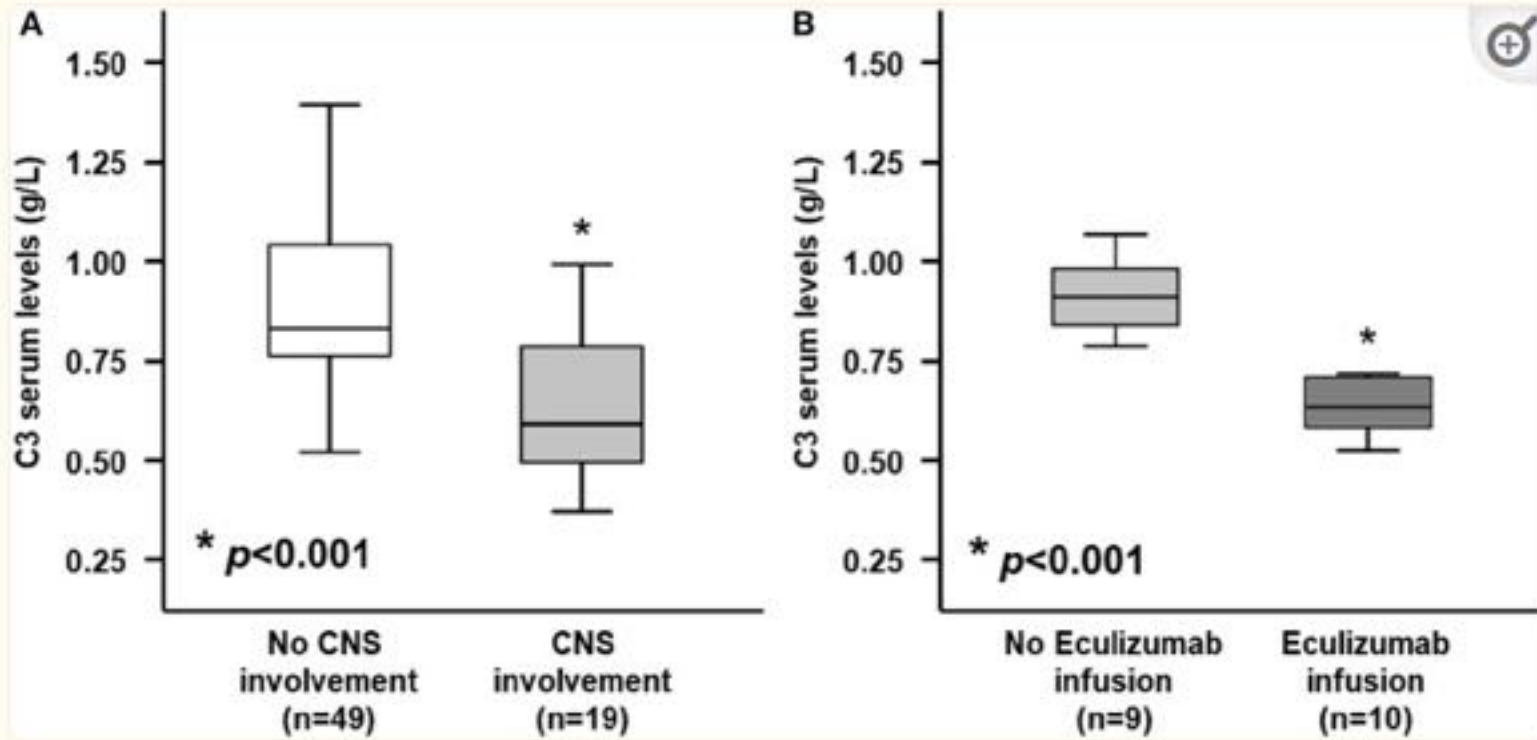 A
C3 serum levels (g/L)
1.50
1.25
1.00
0.75
0.50
0.25
*
* p<0.001
No CNS
involvement
(n=49)
CNS
involvement
(n=19)
B
C3 serum levels (g/L)
1.50
1.25
1.00
0.75
0.50
0.25
*
* p<0.001
No Eculizumab
infusion
(n=9)
Eculizumab
infusion
(n=10)